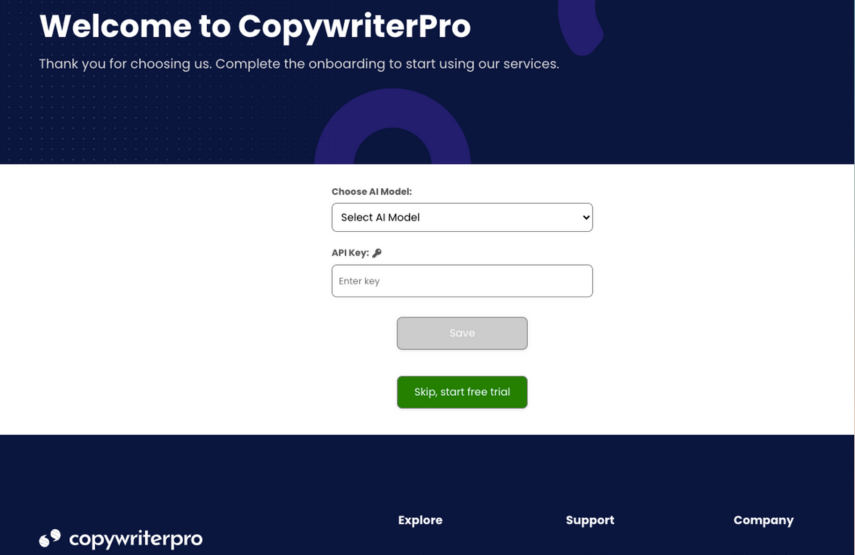 Welcome to CopywriterPro
Thank you for choosing us. Complete the onboarding to start using our services.
Choose AI Model:
Select AI Model
API Key:
Enter key
Save
Skip, start free trial
Explore
Support
Company
copywriterpro